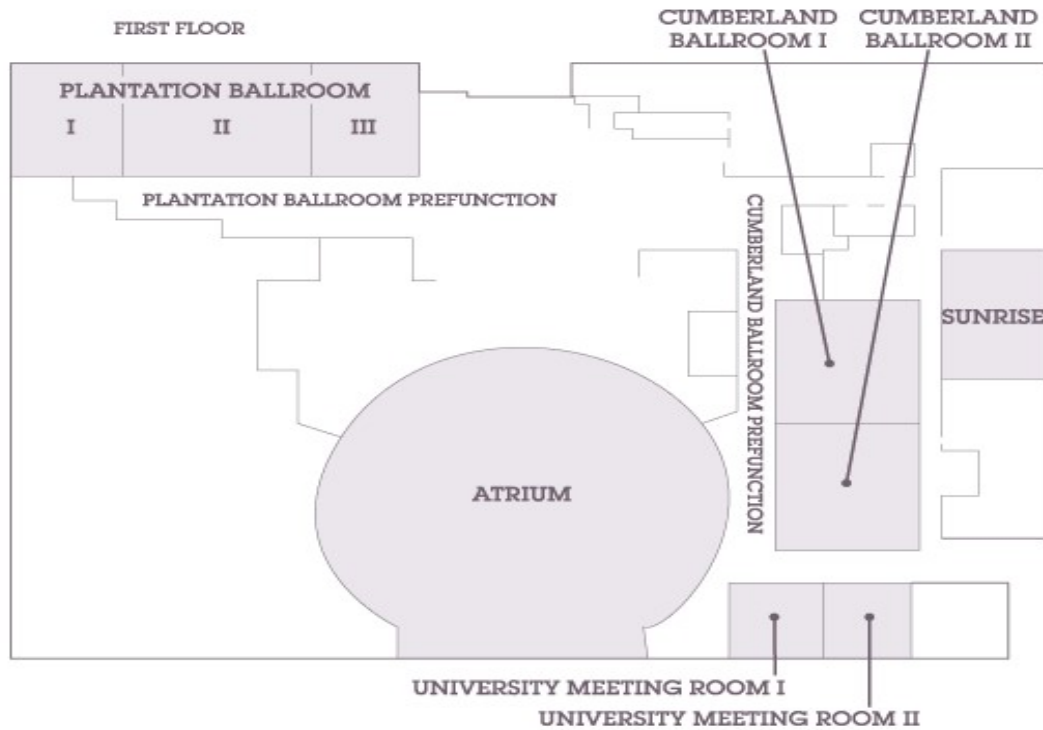 FIRST FLOOR
CUMBERLAND
BALLROOM I
CUMBERLAND
BALLROOM II
PLANTATION BALLROOM
I
II
III
PLANTATION BALLROOM PREFUNCTION
CUMBERLAND BALLROOM PREFUNCTION
SUNRISE
ATRIUM
UNIVERSITY MEETING ROOM I
UNIVERSITY MEETING ROOM II